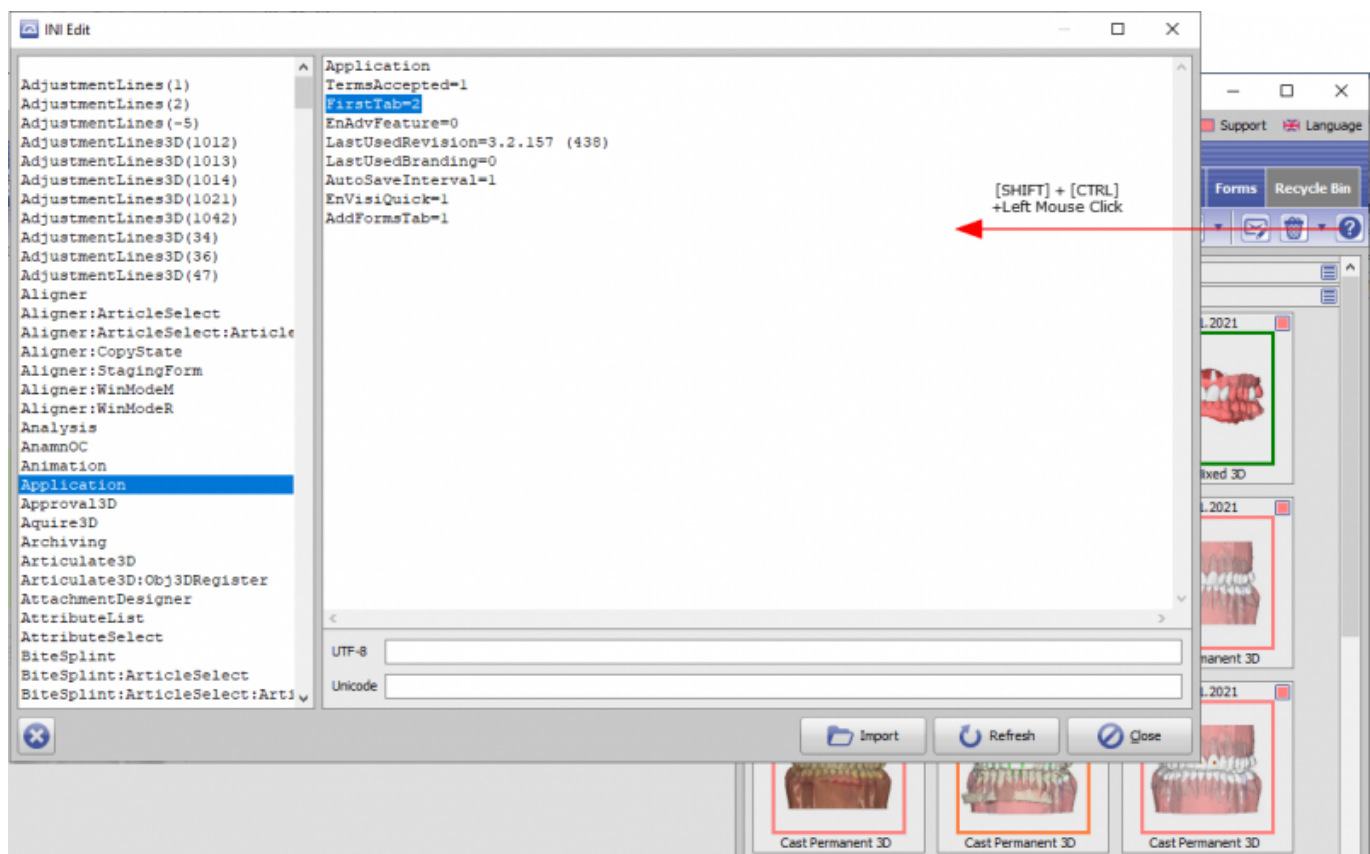 INI Edit
AdjustmentLines(1)
AdjustmentLines(2)
AdjustmentLines(-5)
AdjustmentLines3D(1012)
AdjustmentLines3D(1013)
AdjustmentLines3D(1014)
AdjustmentLines3D(1021)
AdjustmentLines3D(1042)
AdjustmentLines3D(34)
AdjustmentLines3D(36)
AdjustmentLines3D(47)
Aligner
Aligner:ArticleSelect
Aligner:ArticleSelect:Article
Aligner:CopyState
Aligner:StagingForm
Aligner:WinModeM
Aligner:WinModeR
Analysis
AnamnOC
Animation
Application
Approval3D
Aquire3D
Archiving
Articulate3D
Articulate3D:Obj3DRegister
AttachmentDesigner
AttributeList
AttributeSelect
BiteSplint
BiteSplint:ArticleSelect
BiteSplint:ArticleSelect:Arti
Application
TermsAccepted=1
FirstTab=2
EnAdvFeature=0
LastUsedRevision=3.2.157 (438)
LastUsedBranding=0
AutoSaveInterval=1
EnVisiQuick=1
AddFormsTab=1
[SHIFT] + [CTRL]
+Left Mouse Click
UTF-8
Unicode
Import
Refresh
Close
Support
Language
Forms
Recycle Bin
.2021
ixed 3D
.2021
manent 3D
.2021
Cast Permanent 3D
Cast Permanent 3D
Cast Permanent 3D